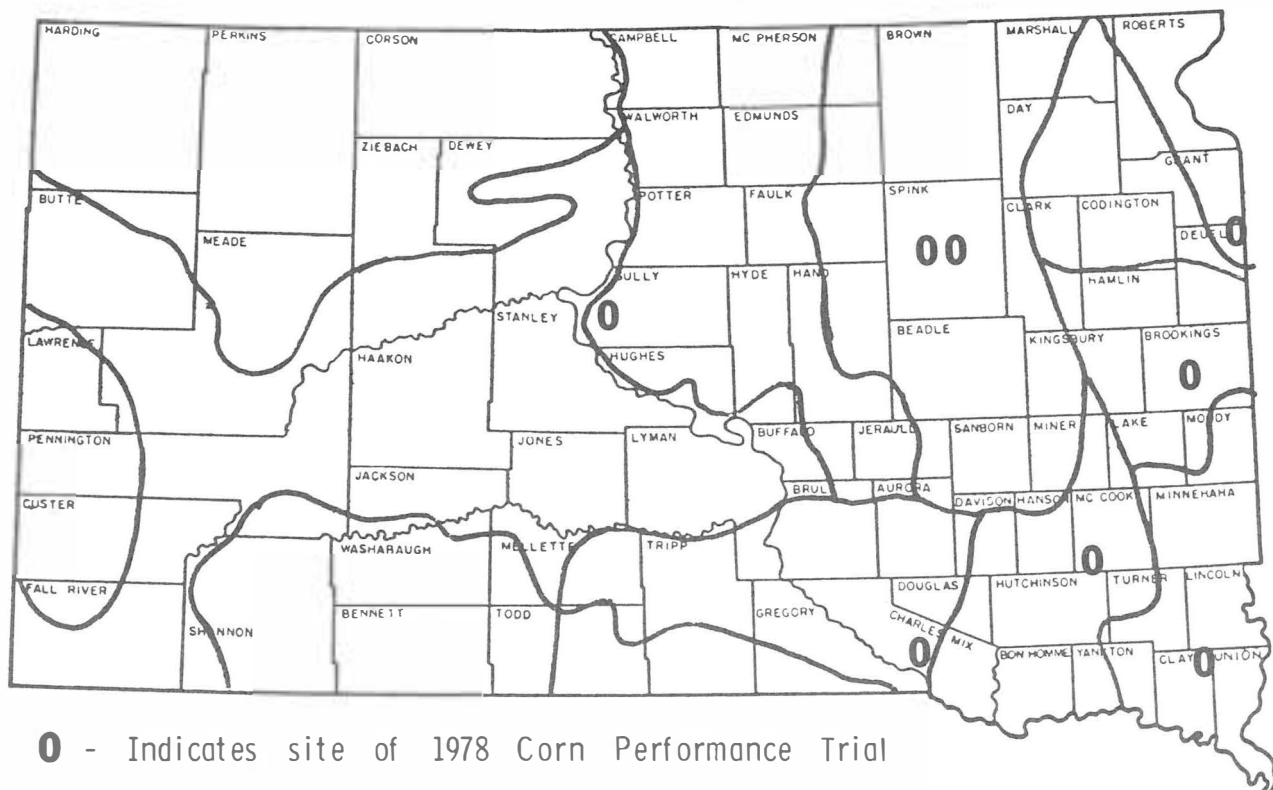 HARDING
PERKINS
CORSON
CAMPBELL
MC PHERSON
BROWN
MARSHALL
ROBERTS
DAY
WALWORTH
EDMUNDS
ZIEBACH
DEWEY
GRANT
BUTTE
POTTER
FAULK
SPINK
CLARK
CODINGTON
MEADE
DEUEL
0
00
SULLY
HYDE
HAND
HAMLIN
STANLEY
0
BEADLE
LAWRENCE
HAAKON
HUGHES
KINGSBURY
BROOKINGS
0
PENNINGTON
JONES
LYMAN
BUFFALO
JERAULD
SANBORN
MINER
LAKE
MOODY
JACKSON
BRULE
AURORA
DAVISON
HANSON
MC COOK
MINNEHAHA
CUSTER
WASHABAUGH
MELLETTE
TRIPP
0
FALL RIVER
DOUGLAS
HUTCHINSON
TURNER
LINCOLN
SHANNON
BENNETT
TODD
GREGORY
CHARLES MIX
0
BON HOMME
YANKTON
CLAY
0
UNION
0 - Indicates site of 1978 Corn Performance Trial